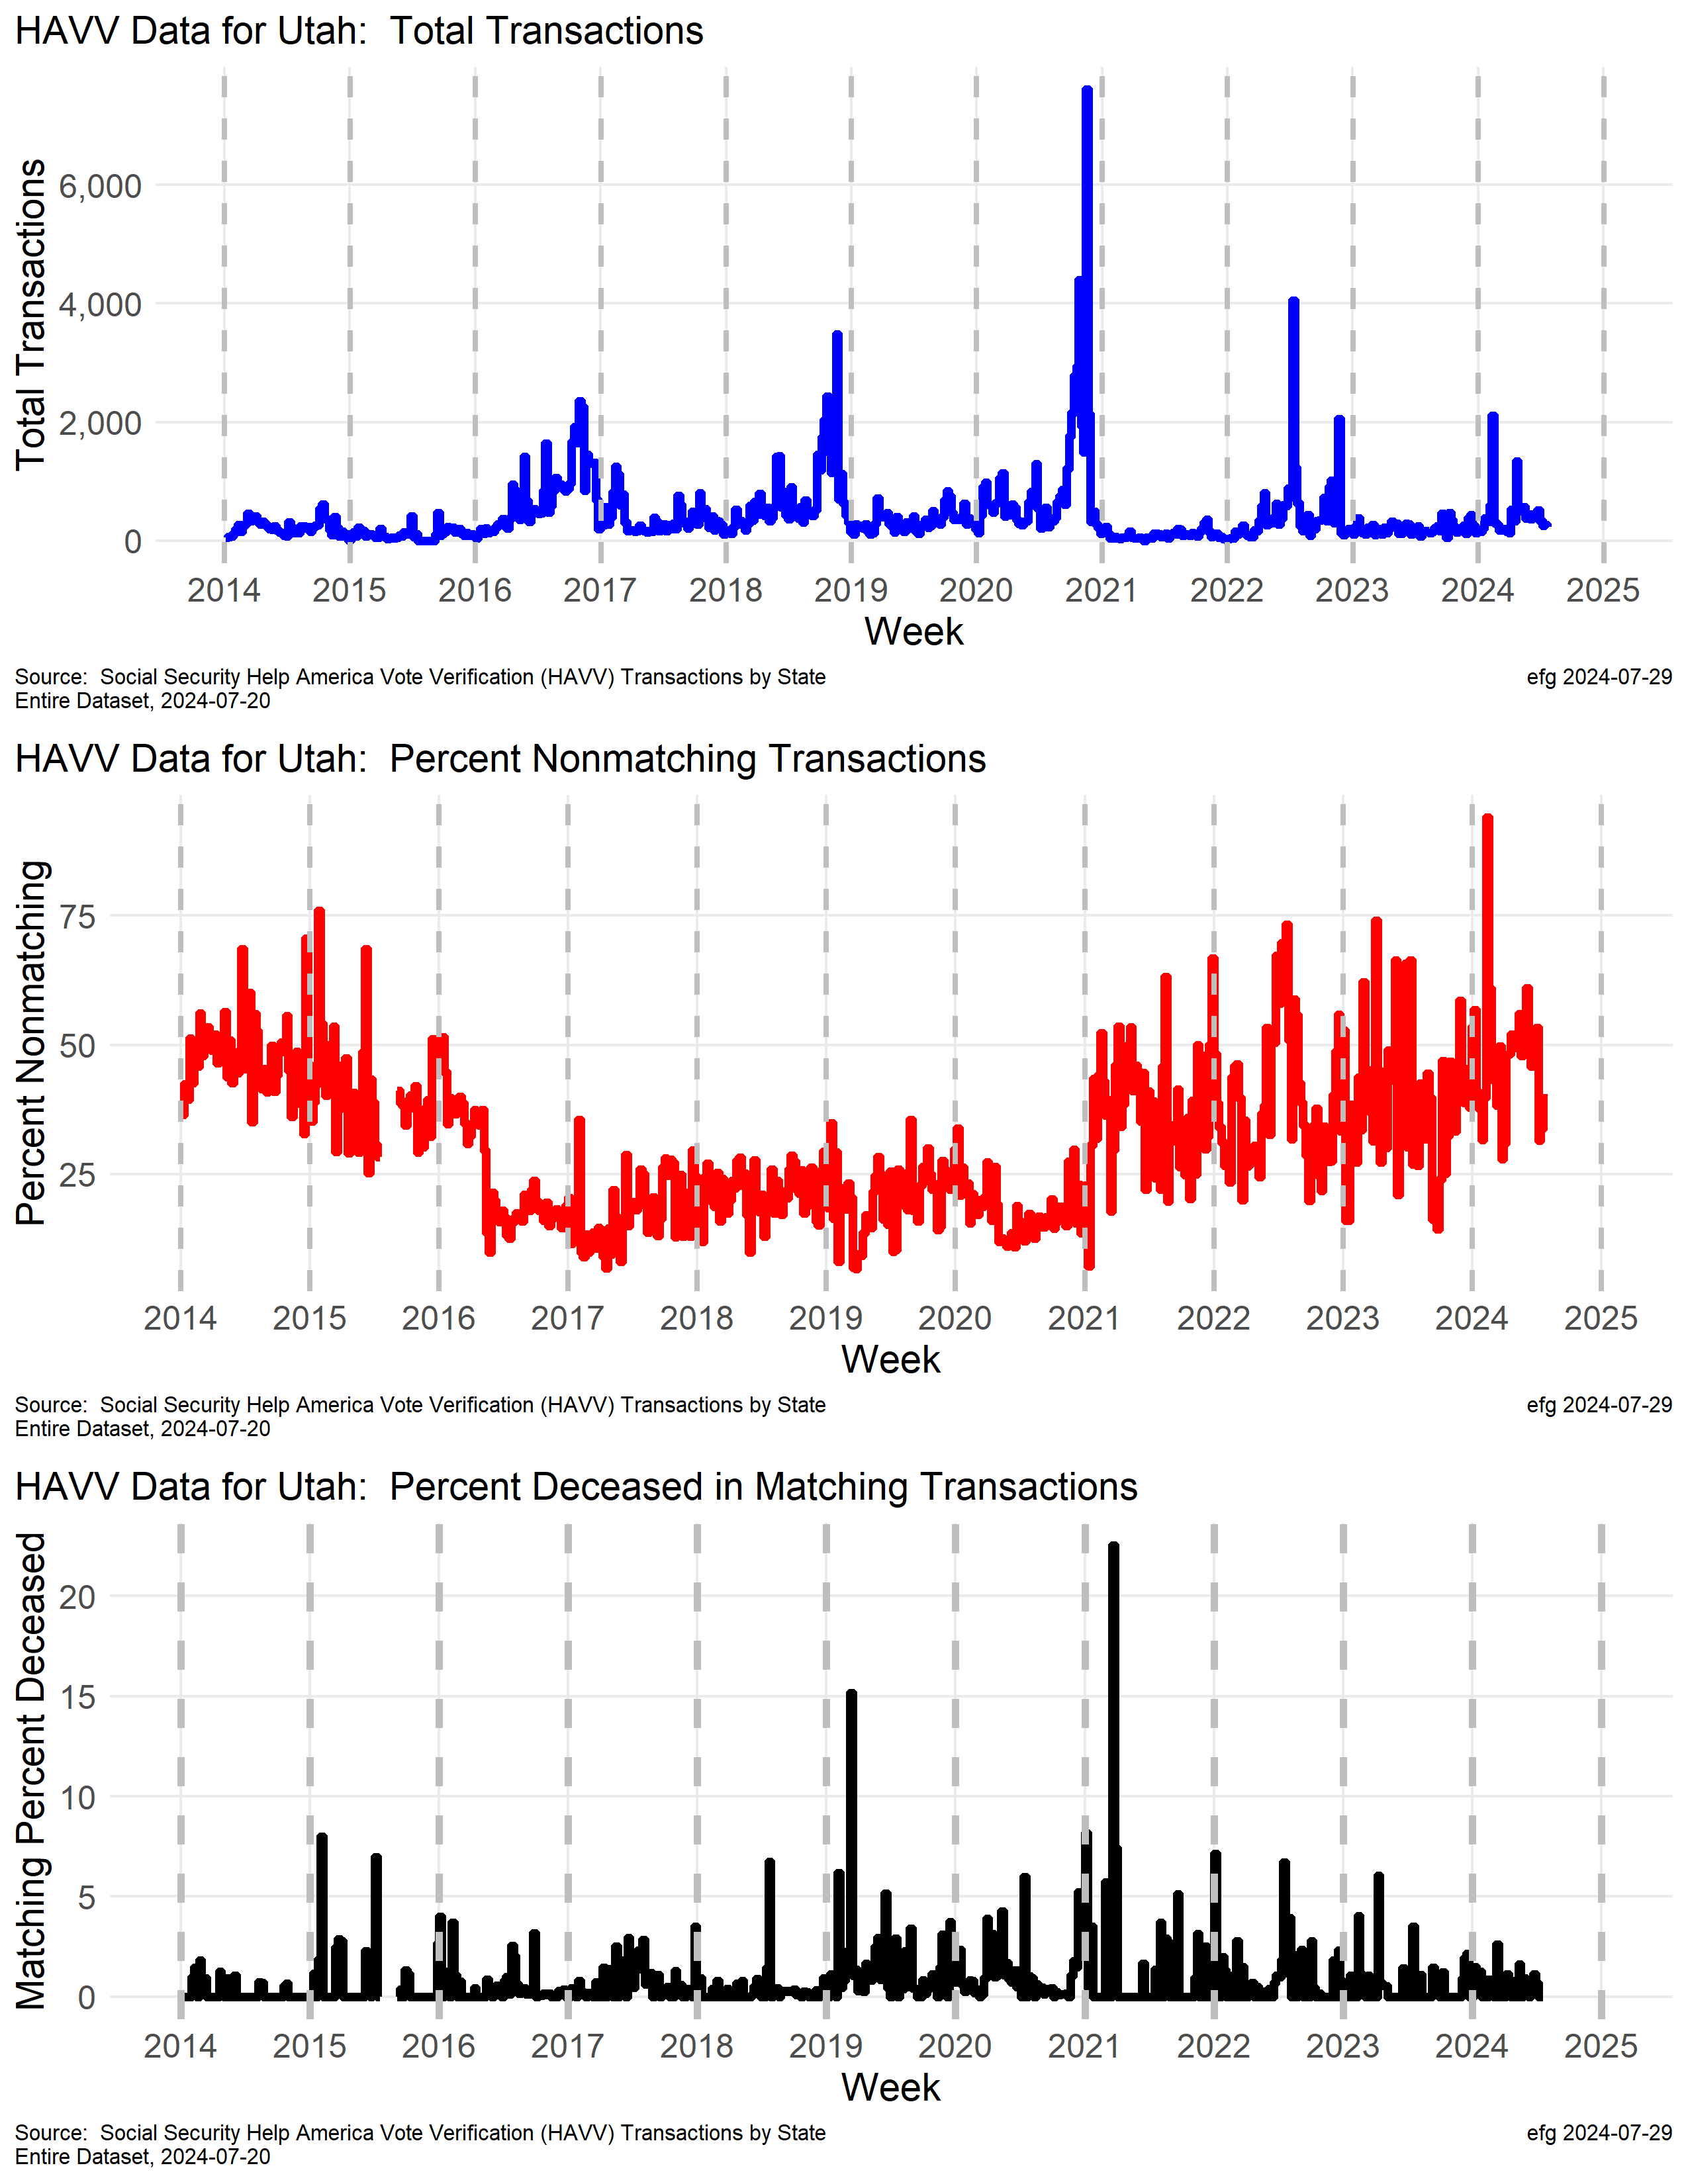 HAVV Data for Utah:  Total Transactions
Total Transactions
6,000
4,000
2,000
0
2014 2015 2016 2017 2018 2019 2020 2021 2022 2023 2024 2025
Week
Source:  Social Security Help America Vote Verification (HAVV) Transactions by State
Entire Dataset, 2024-07-20
efg 2024-07-29
HAVV Data for Utah:  Percent Nonmatching Transactions
Percent Nonmatching
75
50
25
2014 2015 2016 2017 2018 2019 2020 2021 2022 2023 2024 2025
Week
Source:  Social Security Help America Vote Verification (HAVV) Transactions by State
Entire Dataset, 2024-07-20
efg 2024-07-29
HAVV Data for Utah:  Percent Deceased in Matching Transactions
Matching Percent Deceased
20
15
10
5
0
2014 2015 2016 2017 2018 2019 2020 2021 2022 2023 2024 2025
Week
Source:  Social Security Help America Vote Verification (HAVV) Transactions by State
Entire Dataset, 2024-07-20
efg 2024-07-29